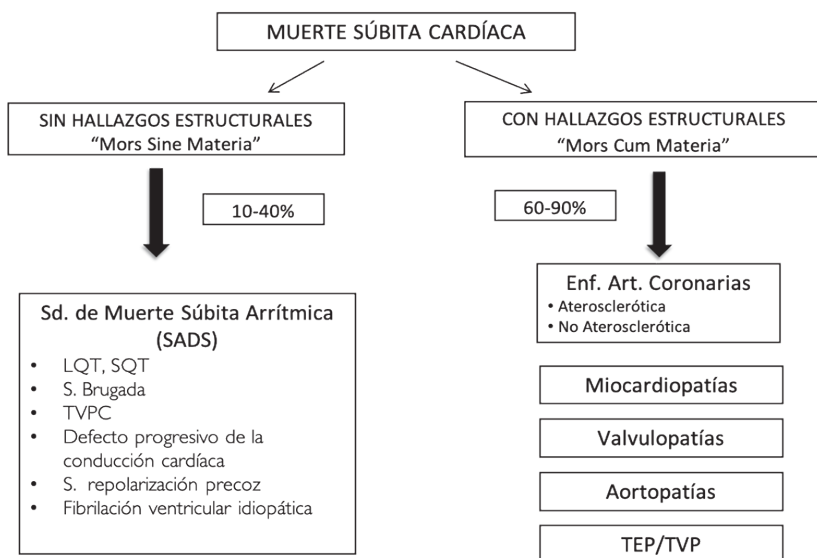 MUERTE SÚBITA CARDÍACA
SIN HALLAZGOS ESTRUCTURALES
“Mors Sine Materia”
10-40%
Sd. de Muerte Súbita Arrítmica
(SADS)
• LQT, SQT
• S. Brugada
• TVPC
• Defecto progresivo de la
conducción cardíaca
• S. repolarización precoz
• Fibrilación ventricular idiopática
CON HALLAZGOS ESTRUCTURALES
“Mors Cum Materia”
60-90%
Enf. Art. Coronarias
• Aterosclerótica
• No Aterosclerótica
Miocardiopatías
Valvulopatías
Aortopatías
TEP/TVP